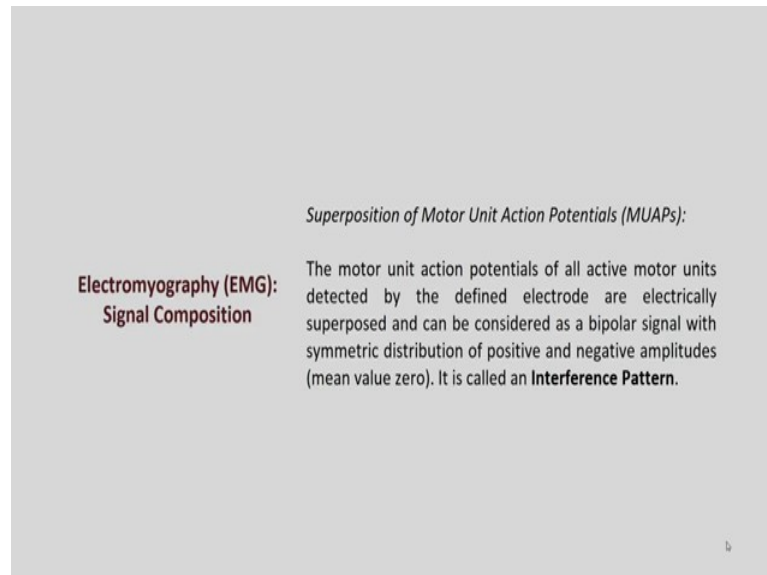 Electromyography (EMG):
Signal Composition
Superposition of Motor Unit Action Potentials (MUAPs):
The motor unit action potentials of all active motor units
detected by the defined electrode are electrically
superposed and can be considered as a bipolar signal with
symmetric distribution of positive and negative amplitudes
(mean value zero). It is called an Interference Pattern.